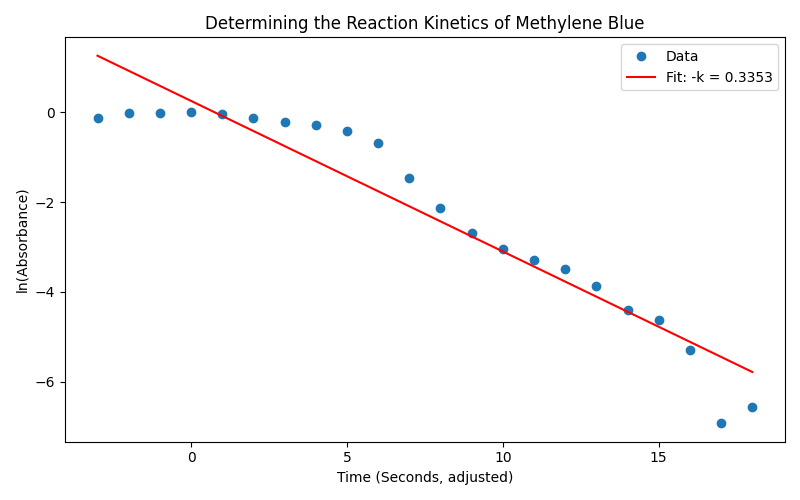 Determining the Reaction Kinetics of Methylene Blue
Data
Fit: -k = 0.3353
ln(Absorbance)
0
−2
−4
−6
0 5 10 15
Time (Seconds, adjusted)